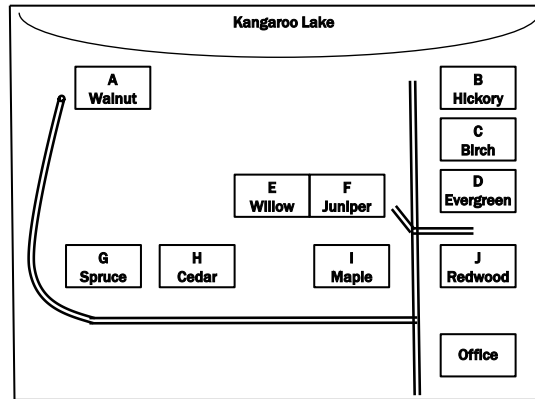 Kangaroo Lake
A
Walnut
B
Hickory
C
Birch
D
Evergreen
E
Willow
F
Juniper
G
Spruce
H
Cedar
I
Maple
J
Redwood
Office